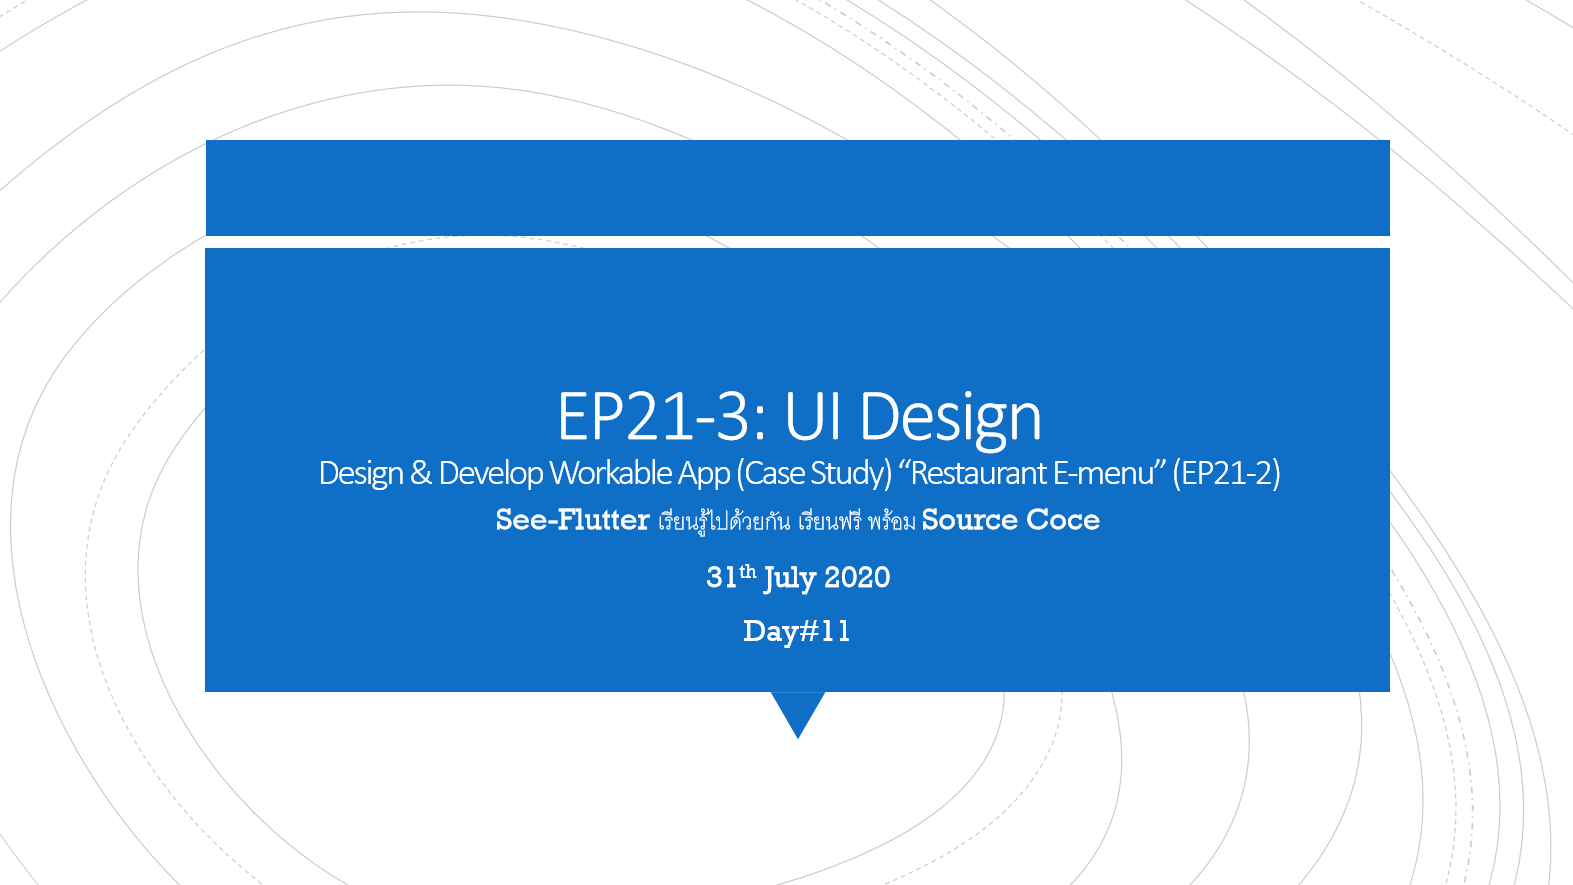 EP21-3: UI Design
Design & Develop Workable App (Case Study) “Restaurant E-menu” (EP21-2)
See-Flutter เรียนรู้ไปด้วยกัน เรียนฟรี พร้อม Source Coce
31th July 2020
Day#11